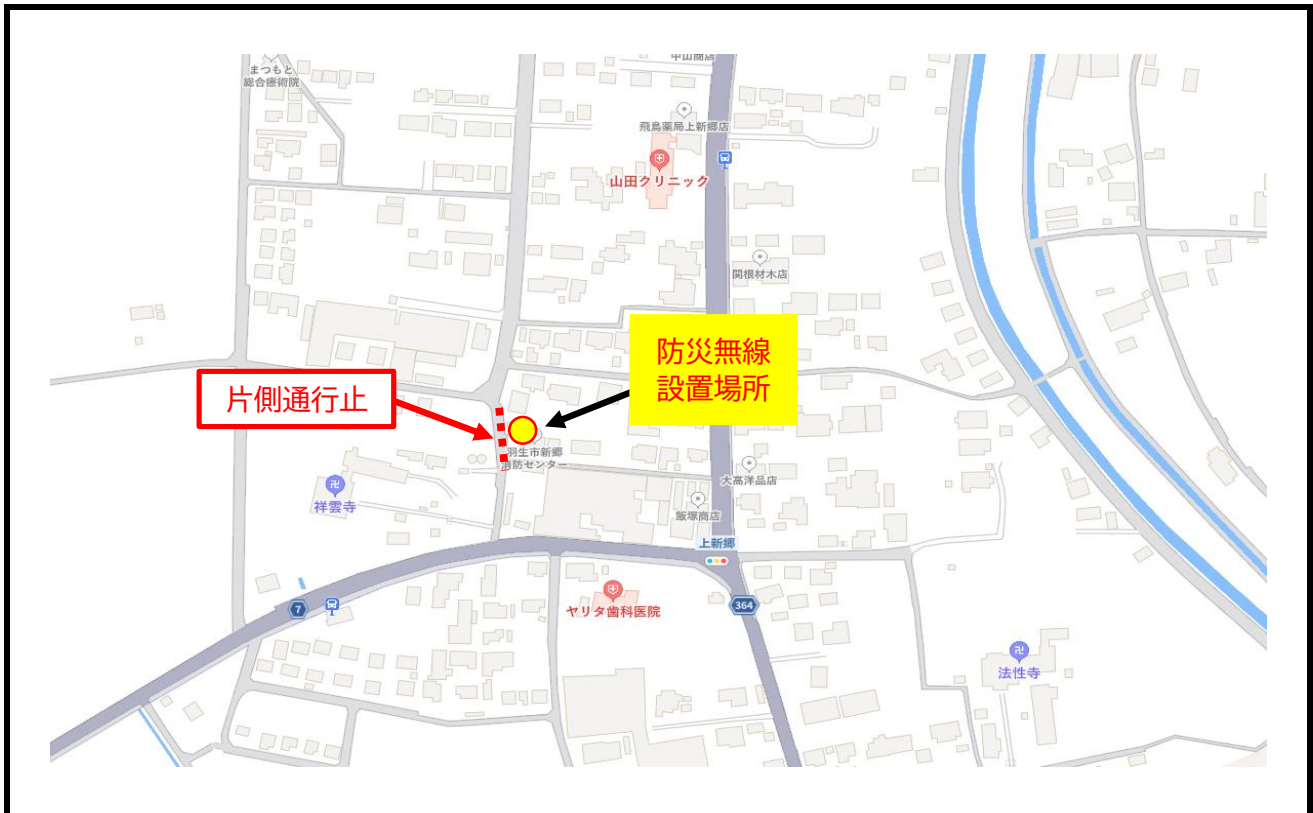 中山商店
まつもと
総合療術院
飛鳥薬局上新郷店
山田クリニック
関根材木店
防災無線
設置場所
片側通行止
羽生市新郷
消防センター
大高洋品店
祥雲寺
飯塚商店
上新郷
7
364
ヤリタ歯科医院
法性寺